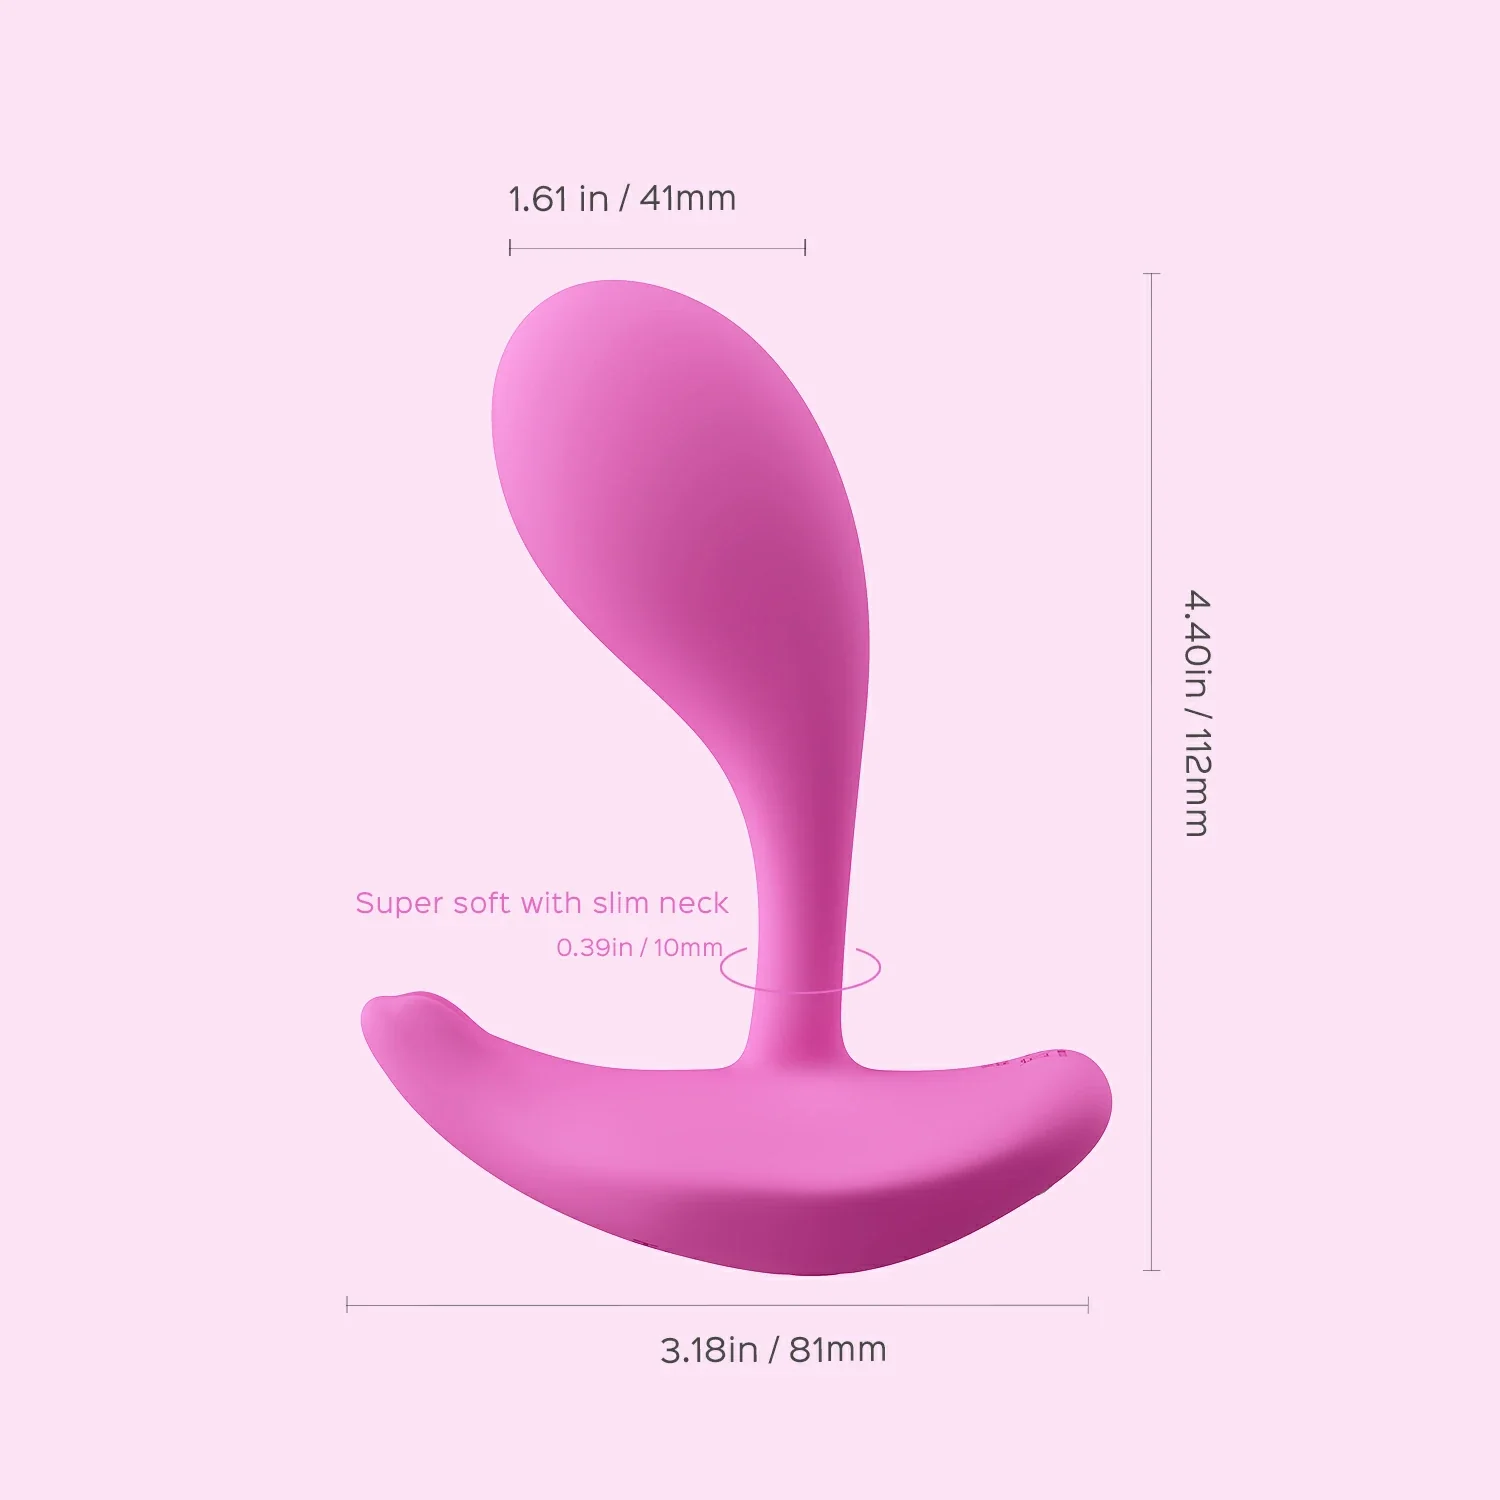 1.61 in / 41mm
4.40in / 112mm
Super soft with slim neck
0.39in / 10mm
3.18in / 81mm